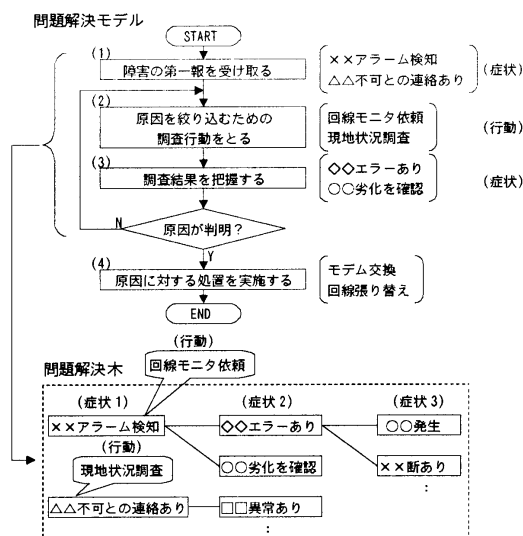 問題解決モデル
START
(1)
障害の第一報を受け取る
××アラーム検知
△△不可との連絡あり
(症状)
(2)
原因を絞り込むための
調査行動をとる
回線モニタ依頼
現地状況調査
(行動)
(3)
調査結果を把握する
◇◇エラーあり
○○劣化を確認
(症状)
N
原因が判明?
Y
(4)
原因に対する処置を実施する
モデム交換
回線張り替え
END
(行動)
問題解決木
回線モニタ依頼
(症状1)
(症状2)
(症状3)
××アラーム検知
◇◇エラーあり
○○発生
(行動)
現地状況調査
○○劣化を確認
××断あり
:
△△不可との連絡あり
□□異常あり
: